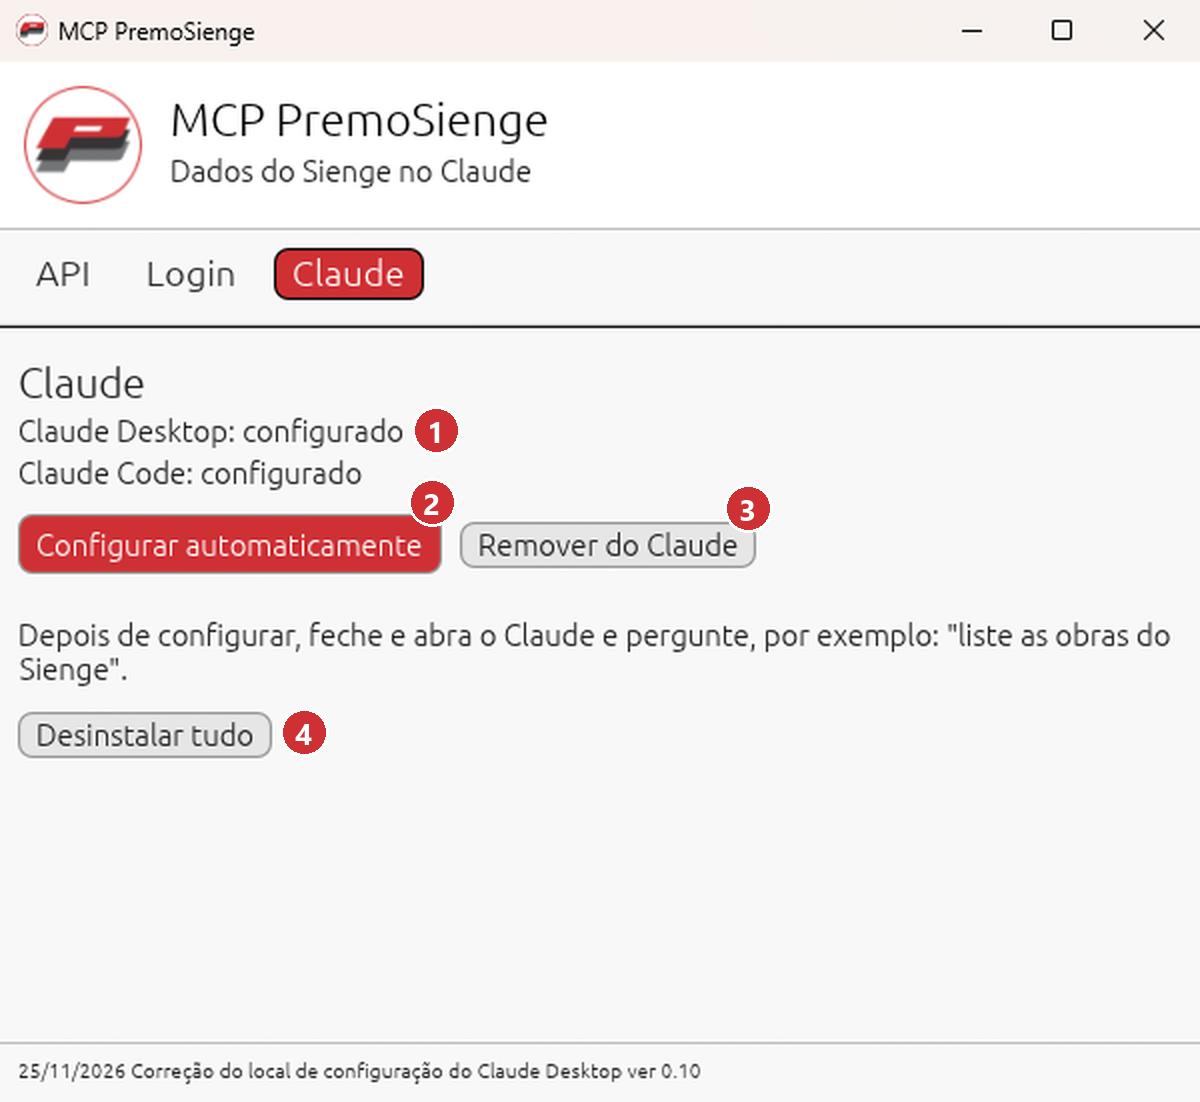 MCP PremoSienge
MCP PremoSienge
Dados do Sienge no Claude
API Login Claude
Claude
Claude Desktop: configurado 1
Claude Code: configurado
2 3
Configurar automaticamente Remover do Claude
Depois de configurar, feche e abra o Claude e pergunte, por exemplo: "liste as obras do
Sienge".
Desinstalar tudo 4
25/11/2026 Correção do local de configuração do Claude Desktop ver 0.10